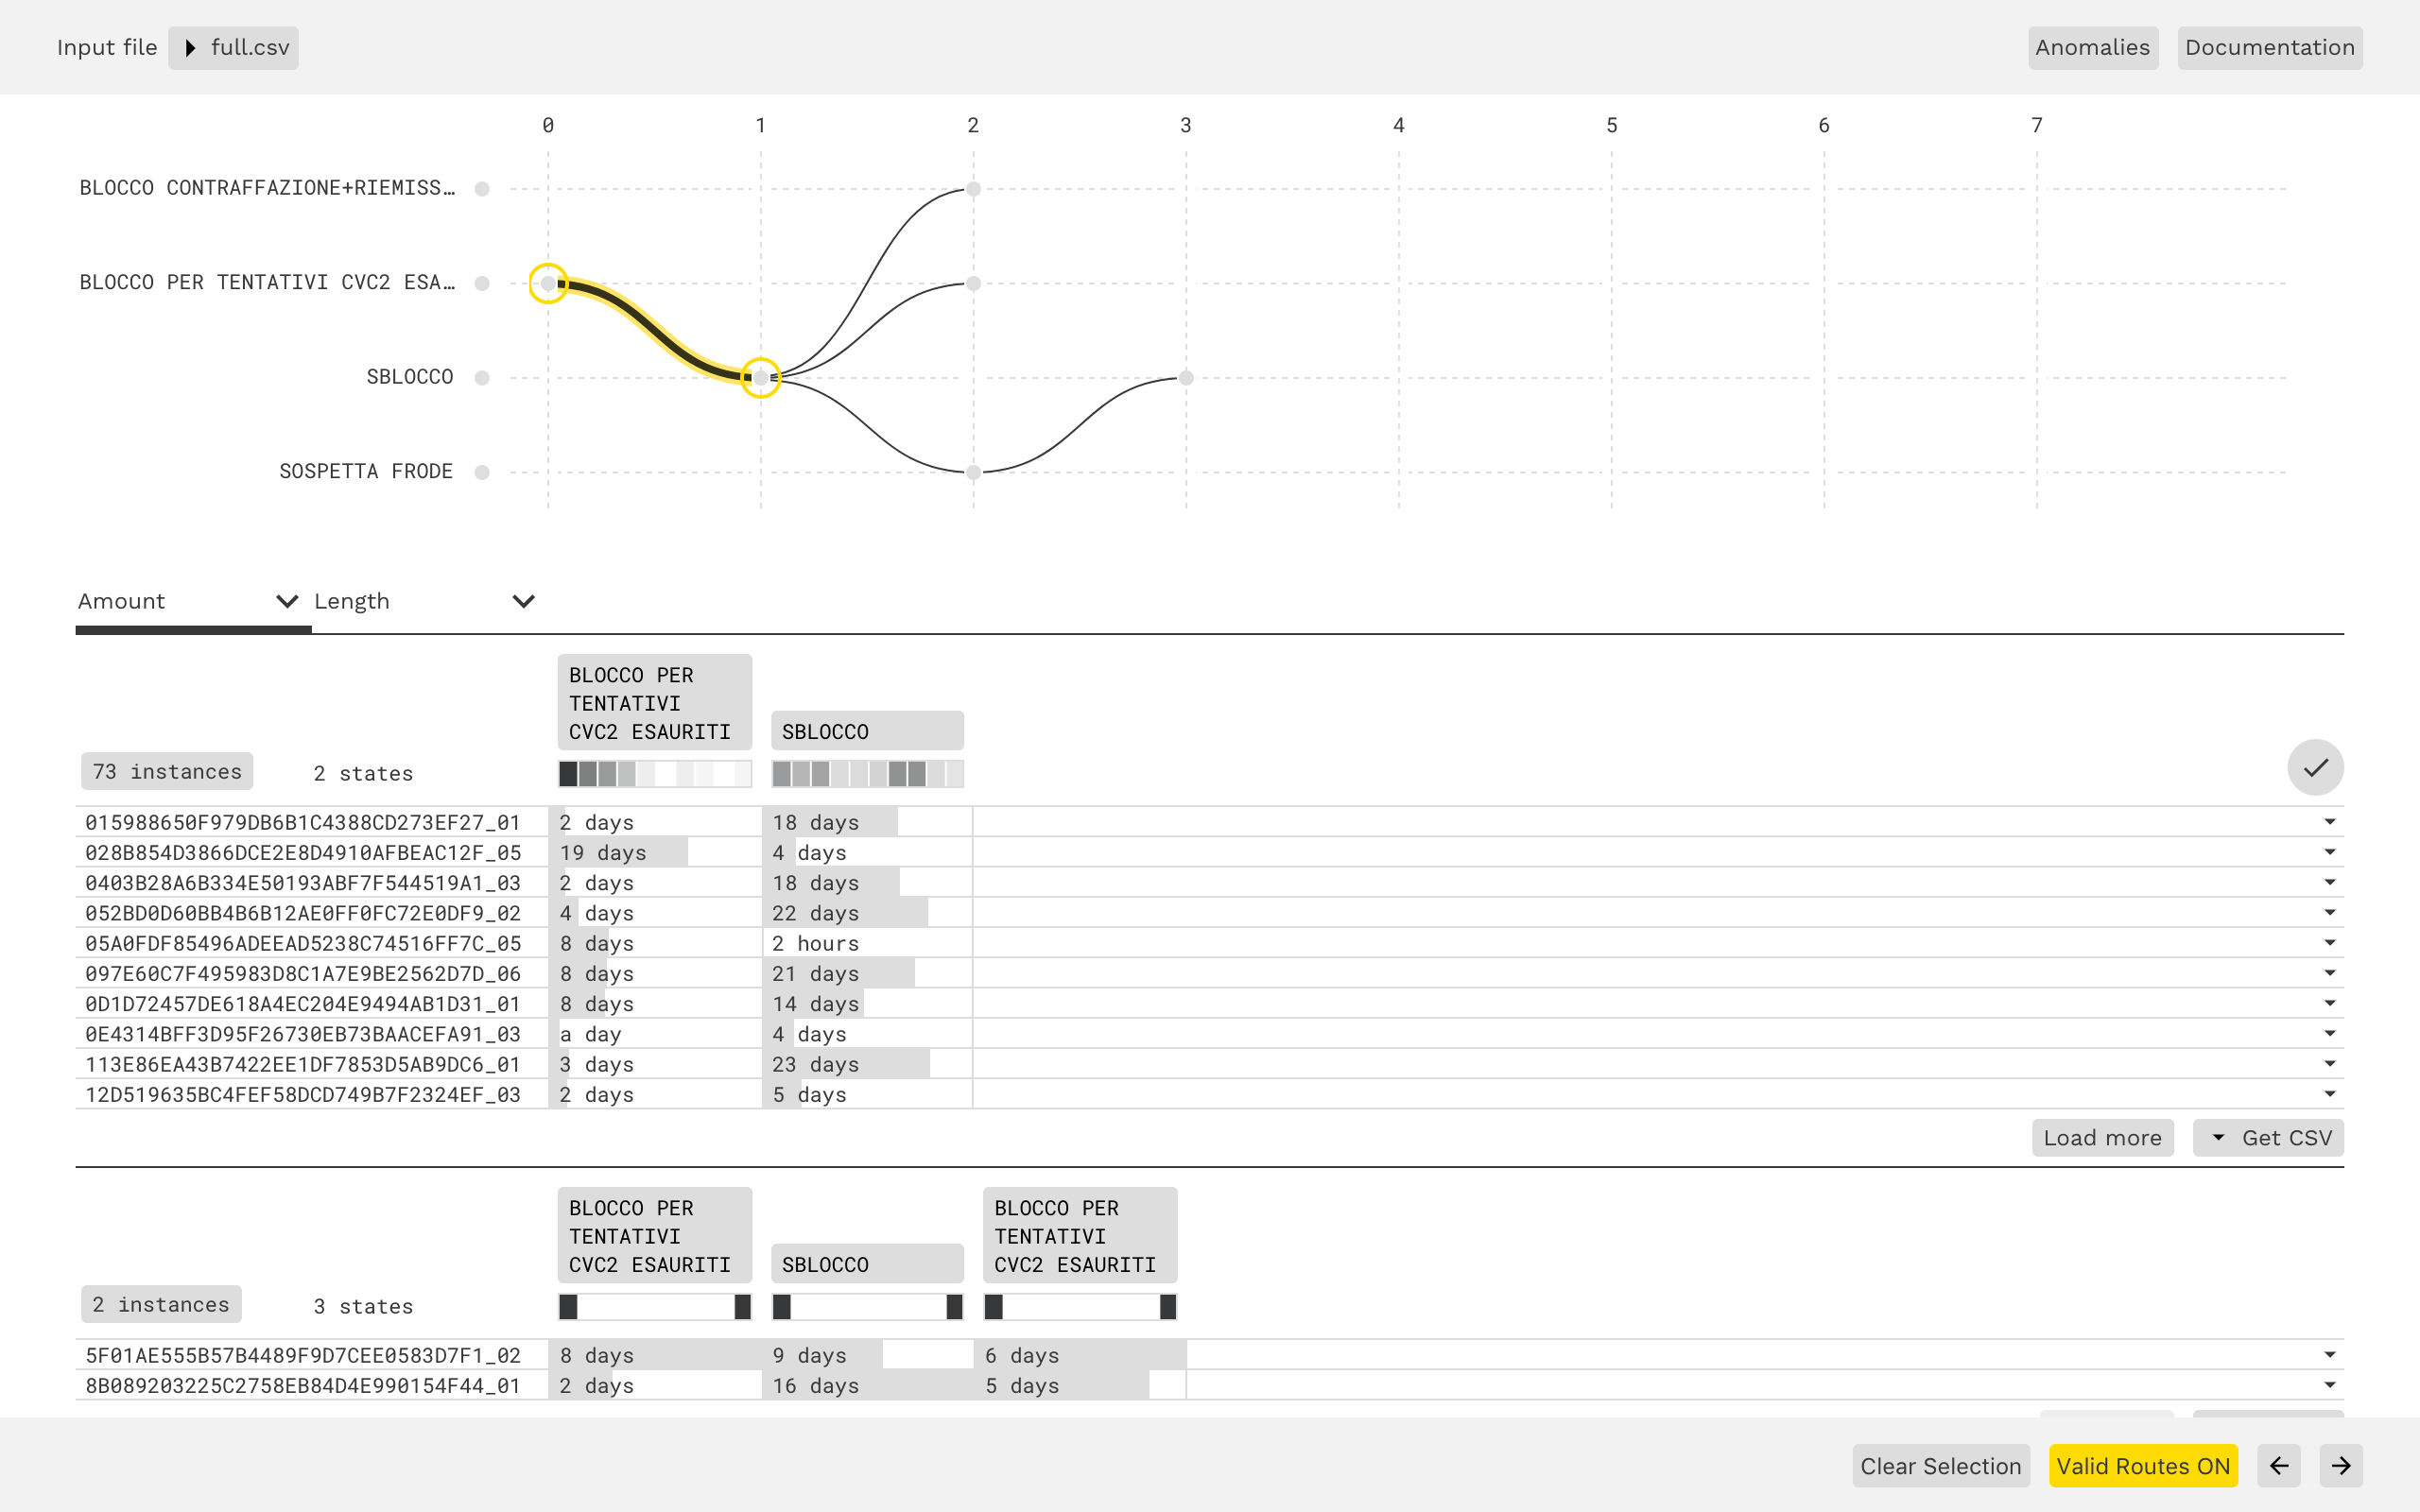 Input file
full.csv
Anomalies
Documentation
0 1 2 3 4 5 6 7
BLOCCO CONTRAFFAZIONE+RIEMISS…
BLOCCO PER TENTATIVI CVC2 ESA…
SBLOCCO
SOSPETTA FRODE
Amount
Length
BLOCCO PER
TENTATIVI
CVC2 ESAURITI
SBLOCCO
73 instances
2 states
015988650F979DB6B1C4388CD273EF27_01 2 days 18 days
028B854D3866DCE2E8D4910AFBEAC12F_05 19 days 4 days
0403B28A6B334E50193ABF7F544519A1_03 2 days 18 days
052BD0D60BB4B6B12AE0FF0FC72E0DF9_02 4 days 22 days
05A0FDF85496ADEEAD5238C74516FF7C_05 8 days 2 hours
097E60C7F495983D8C1A7E9BE2562D7D_06 8 days 21 days
0D1D72457DE618A4EC204E9494AB1D31_01 8 days 14 days
0E4314BFF3D95F26730EB73BAACEFA91_03 a day 4 days
113E86EA43B7422EE1DF7853D5AB9DC6_01 3 days 23 days
12D519635BC4FEF58DCD749B7F2324EF_03 2 days 5 days
Load more
Get CSV
BLOCCO PER
TENTATIVI
CVC2 ESAURITI
SBLOCCO
BLOCCO PER
TENTATIVI
CVC2 ESAURITI
2 instances
3 states
5F01AE555B57B4489F9D7CEE0583D7F1_02 8 days 9 days 6 days
8B089203225C2758EB84D4E990154F44_01 2 days 16 days 5 days
Clear Selection
Valid Routes ON